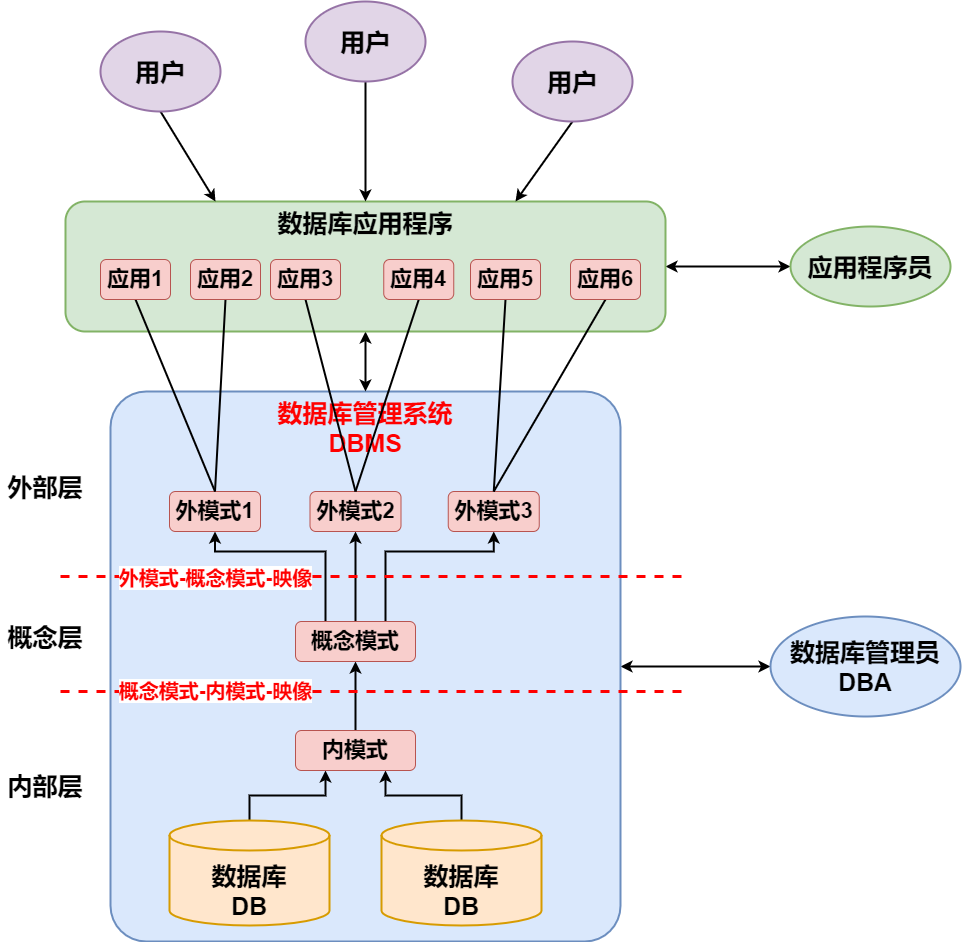 用户
用户
用户
数据库应用程序
应用1
应用2
应用3
应用4
应用5
应用6
应用程序员
数据库管理系统
DBMS
外部层
外模式1
外模式2
外模式3
外模式-概念模式-映像
概念层
概念模式
数据库管理员
DBA
概念模式-内模式-映像
内模式
内部层
数据库
DB
数据库
DB